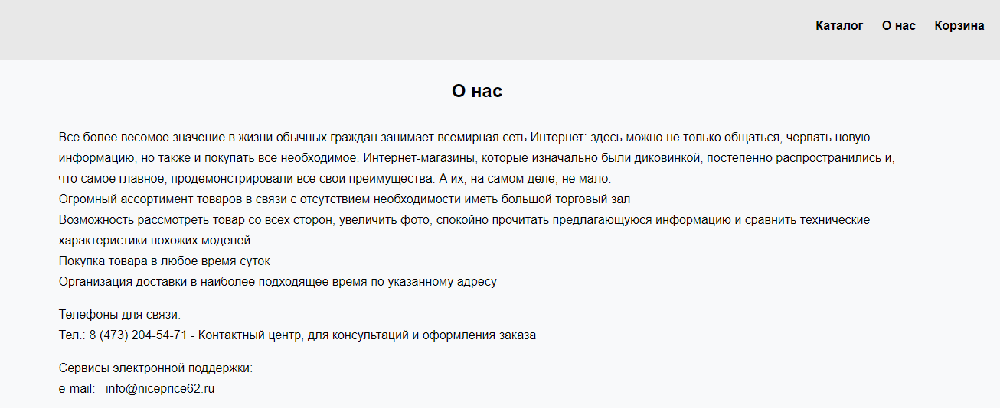 Каталог О нас Корзина
О нас
Все более весомое значение в жизни обычных граждан занимает всемирная сеть Интернет: здесь можно не только общаться, черпать новую
информацию, но также и покупать все необходимое. Интернет-магазины, которые изначально были диковинкой, постепенно распространились и,
что самое главное, продемонстрировали все свои преимущества. А их, на самом деле, не мало:
Огромный ассортимент товаров в связи с отсутствием необходимости иметь большой торговый зал
Возможность рассмотреть товар со всех сторон, увеличить фото, спокойно прочитать предлагающуюся информацию и сравнить технические
характеристики похожих моделей
Покупка товара в любое время суток
Организация доставки в наиболее подходящее время по указанному адресу
Телефоны для связи:
Тел.: 8 (473) 204-54-71 - Контактный центр, для консультаций и оформления заказа
Сервисы электронной поддержки:
e-mail: info@niceprice62.ru